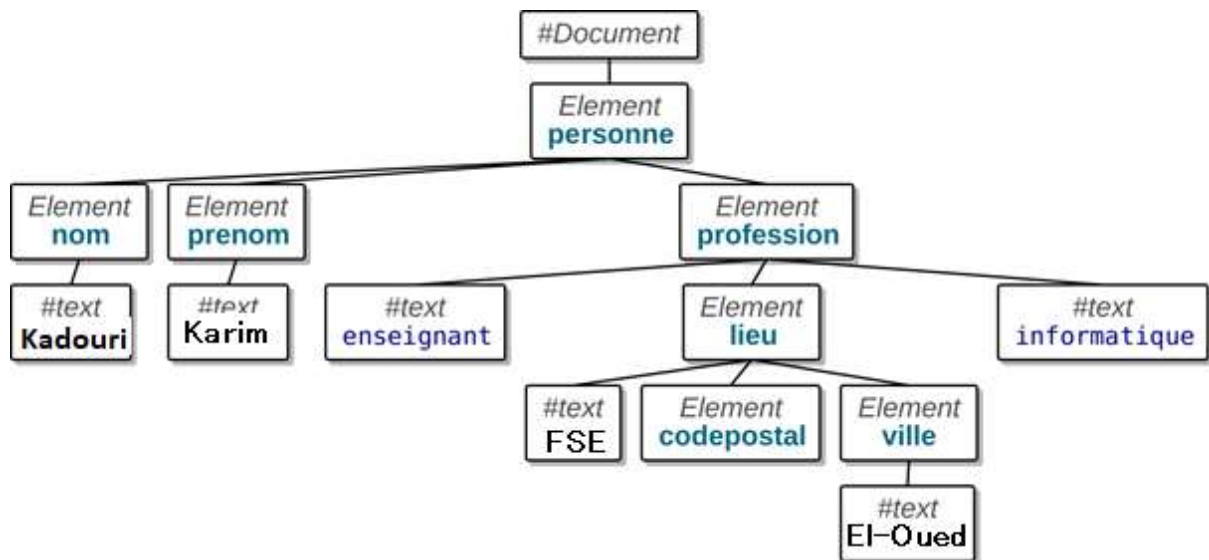 #Document
Element
personne
Element
nom
Element
prenom
Element
profession
#text
Kadouri
#text
Karim
#text
enseignant
Element
lieu
#text
informatique
#text
FSE
Element
codepostal
Element
ville
#text
El-Oued